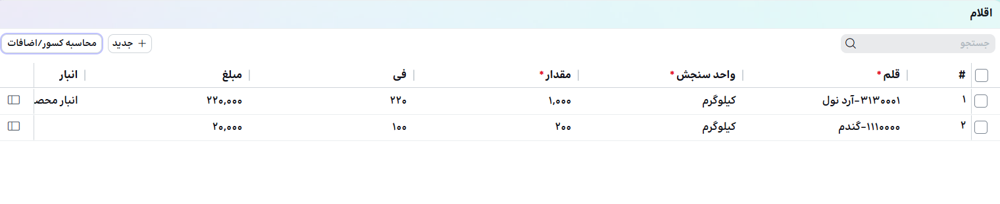 اقلام
جستجو + جدید محاسبه کسور/اضافات
# قلم * واحد سنجش * مقدار * فی مبلغ انبار
۱ ۳۱۳۰۰۰۱-آرد نول کیلوگرم ۱,۰۰۰ ۲۲۰ ۲۲۰,۰۰۰ انبار محصـ
۲ ۱۱۱۰۰۰۰-گندم کیلوگرم ۲۰۰ ۱۰۰ ۲۰,۰۰۰